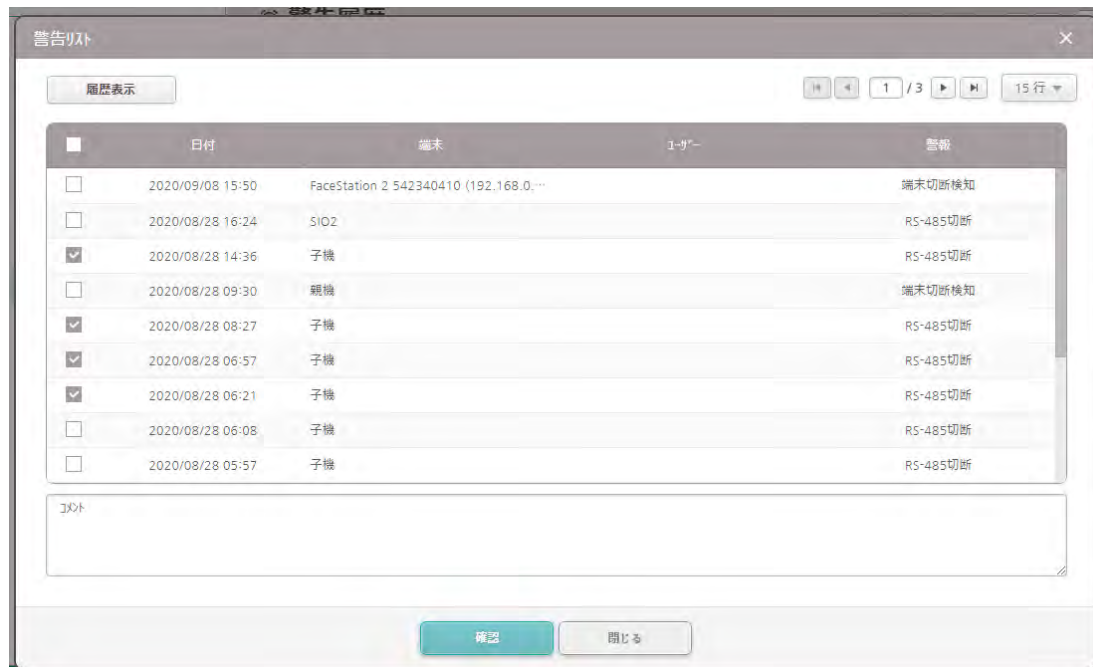 警告履歴
警告ﾘｽﾄ
履歴表示 1 / 3 15 行
日付 端末 ﾕｰｻﾞｰ 警報
2020/09/08 15:50 FaceStation 2 542340410 (192.168.0.… 端末切断検知
2020/08/28 16:24 SIO2 RS-485切断
2020/08/28 14:36 子機 RS-485切断
2020/08/28 09:30 親機 端末切断検知
2020/08/28 08:27 子機 RS-485切断
2020/08/28 06:57 子機 RS-485切断
2020/08/28 06:21 子機 RS-485切断
2020/08/28 06:08 子機 RS-485切断
2020/08/28 05:57 子機 RS-485切断
ｺﾒﾝﾄ
確認 閉じる